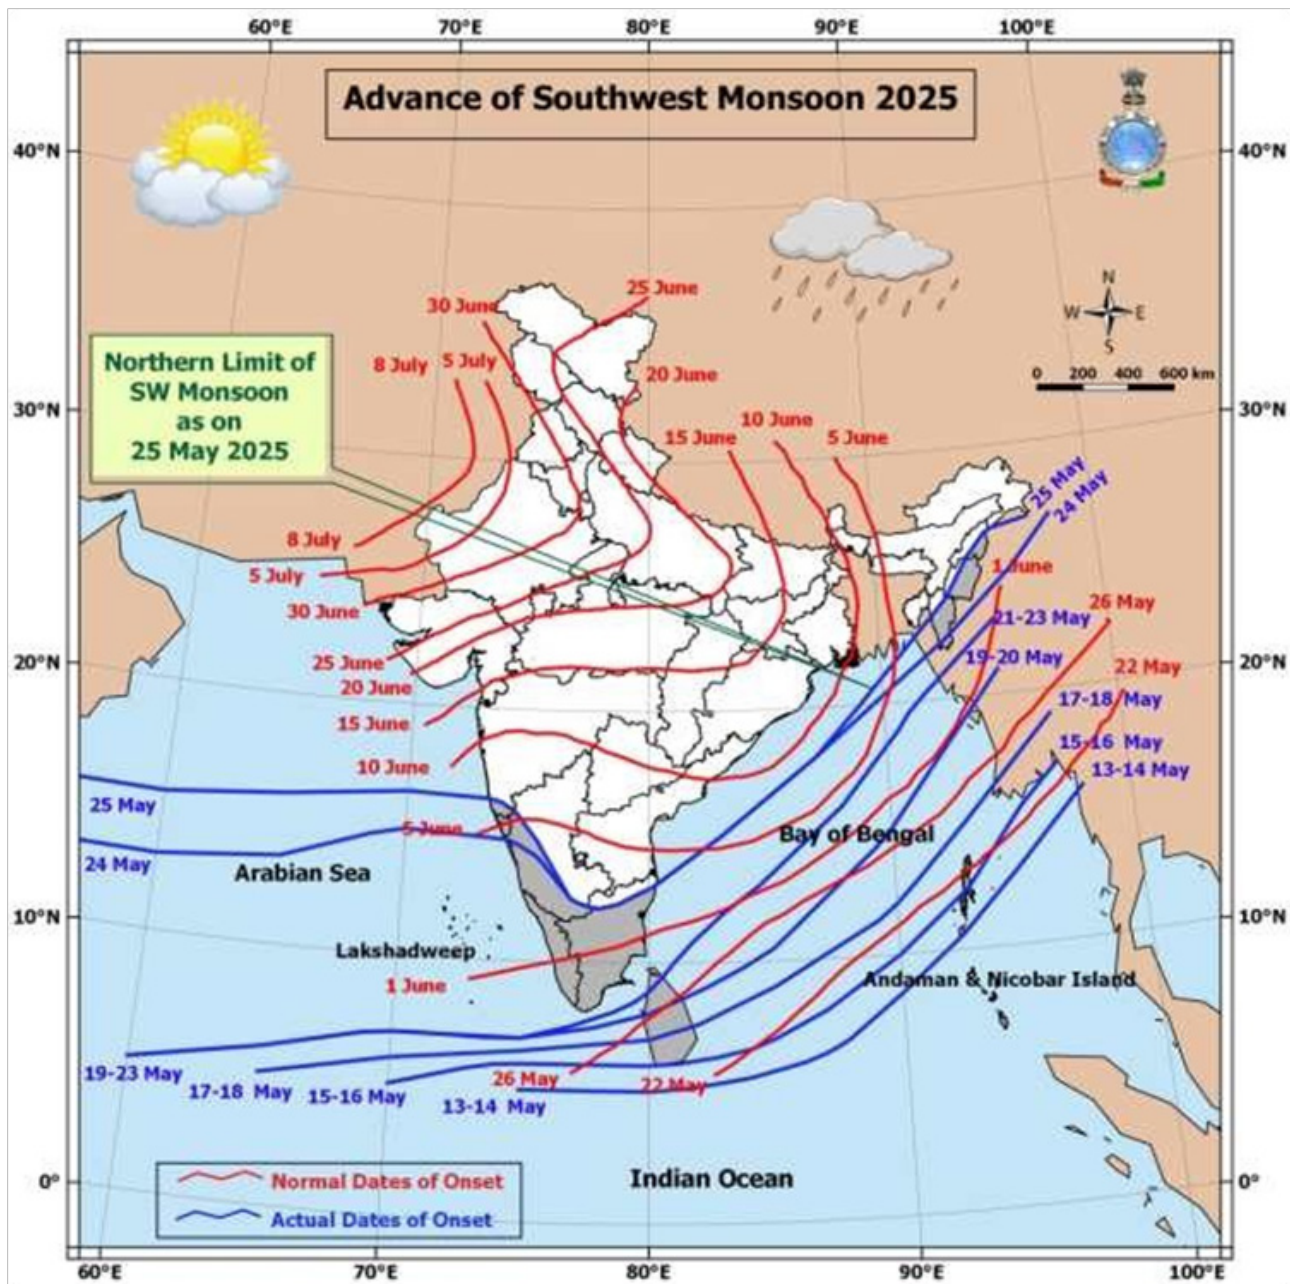 60°E 70°E 80°E 90°E 100°E
Advance of Southwest Monsoon 2025
40°N 40°N
N
W E
S
25 June
30 June
Northern Limit of
SW Monsoon
as on
25 May 2025
8 July 5 July
20 June
0 200 400 600 km
30°N 30°N
10 June
15 June 5 June
25 May
24 May
8 July
5 July
1 June
30 June
26 May
21-23 May
25 June
19-20 May
20°N 20°N
22 May
20 June
17-18 May
15 June
15-16 May
10 June
13-14 May
25 May
5 June
Bay of Bengal
24 May
Arabian Sea
10°N 10°N
Lakshadweep
1 June
Andaman & Nicobar Island
19-23 May
17-18 May
15-16 May
26 May
22 May
13-14 May
Indian Ocean
0° 0°
Normal Dates of Onset
Actual Dates of Onset
60°E 70°E 80°E 90°E 100°E